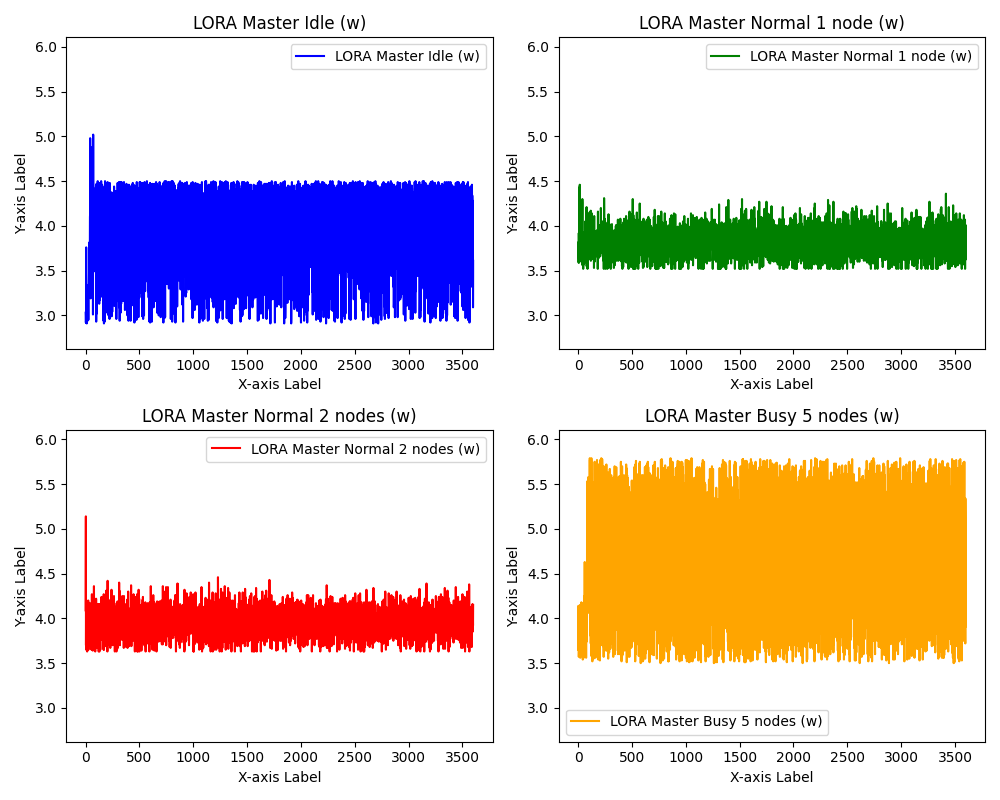 LORA Master Idle (w)
LORA Master Idle (w)
6.0
5.5
5.0
4.5
4.0
3.5
3.0
Y-axis Label
0 500 1000 1500 2000 2500 3000 3500
X-axis Label
LORA Master Normal 1 node (w)
LORA Master Normal 1 node (w)
6.0
5.5
5.0
4.5
4.0
3.5
3.0
Y-axis Label
0 500 1000 1500 2000 2500 3000 3500
X-axis Label
LORA Master Normal 2 nodes (w)
LORA Master Normal 2 nodes (w)
6.0
5.5
5.0
4.5
4.0
3.5
3.0
Y-axis Label
0 500 1000 1500 2000 2500 3000 3500
X-axis Label
LORA Master Busy 5 nodes (w)
6.0
5.5
5.0
4.5
4.0
3.5
3.0
Y-axis Label
LORA Master Busy 5 nodes (w)
0 500 1000 1500 2000 2500 3000 3500
X-axis Label